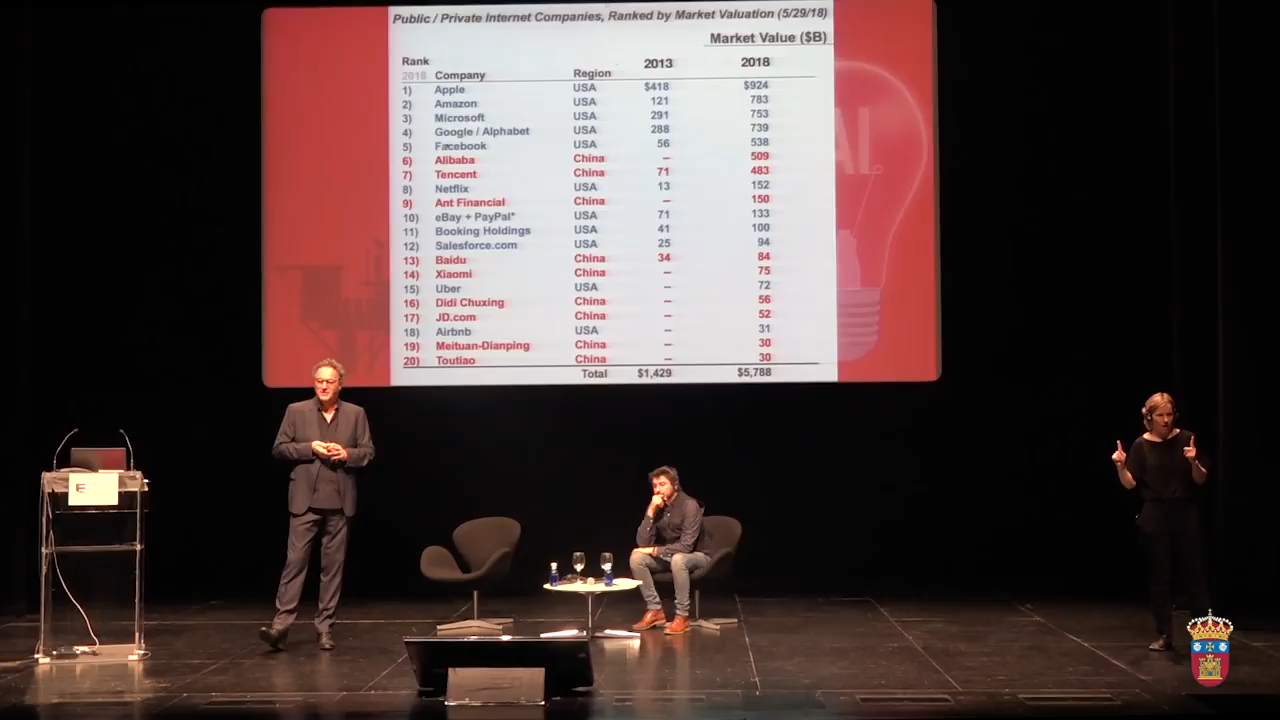 Public / Private Internet Companies, Ranked by Market Valuation (5/29/18)
Market Value ($B)
Rank
2018 Company Region 2013 2018
1) Apple USA $418 $924
2) Amazon USA 121 783
3) Microsoft USA 291 753
4) Google / Alphabet USA 288 739
5) Facebook USA 56 538
6) Alibaba China -- 509
7) Tencent China 71 483
8) Netflix USA 13 152
9) Ant Financial China -- 150
10) eBay + PayPal* USA 71 133
11) Booking Holdings USA 41 100
12) Salesforce.com USA 25 94
13) Baidu China 34 84
14) Xiaomi China -- 75
15) Uber USA -- 72
16) Didi Chuxing China -- 56
17) JD.com China -- 52
18) Airbnb USA -- 31
19) Meituan-Dianping China -- 30
20) Toutiao China -- 30
Total $1,429 $5,788